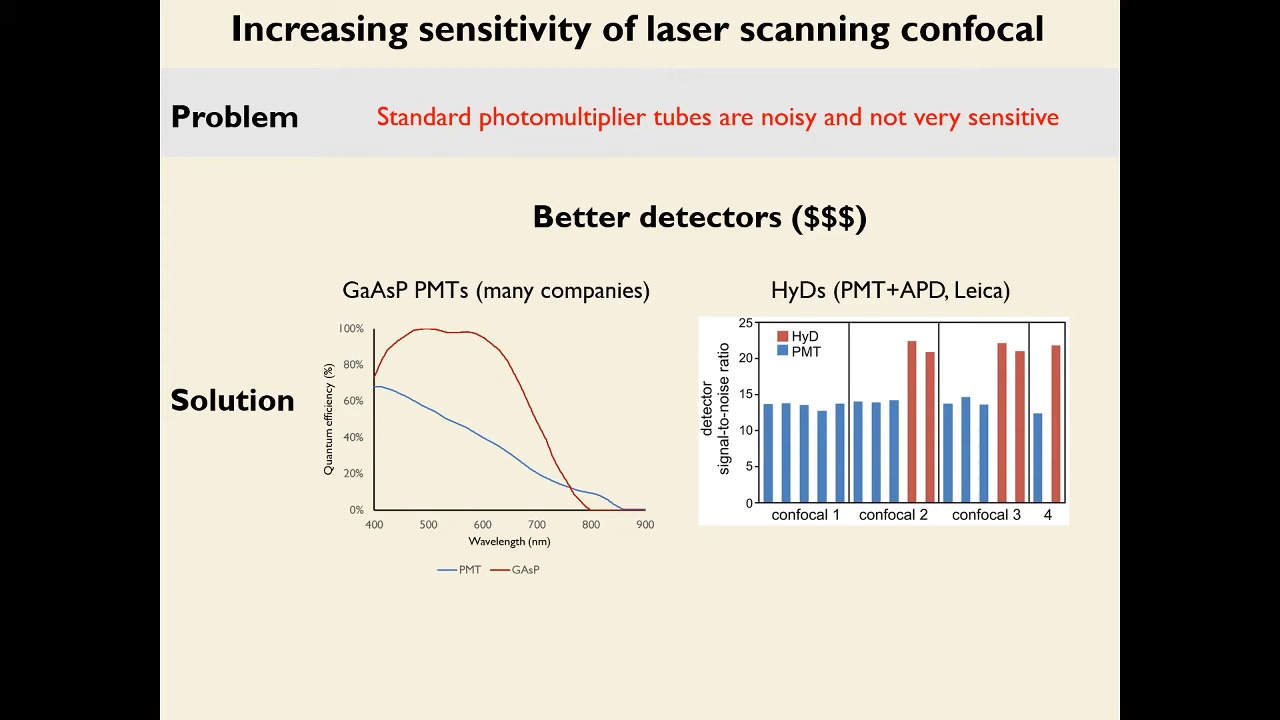 Increasing sensitivity of laser scanning confocal
Problem
Standard photomultiplier tubes are noisy and not very sensitive
Better detectors ($$$)
Solution
GaAsP PMTs (many companies)
Quantum efficiency (%)
100%
80%
60%
40%
20%
0%
400 500 600 700 800 900
Wavelength (nm)
PMT GAsP
HyDs (PMT+APD, Leica)
detector
signal-to-noise ratio
25
20
15
10
5
0
HyD
PMT
confocal 1 confocal 2 confocal 3 4